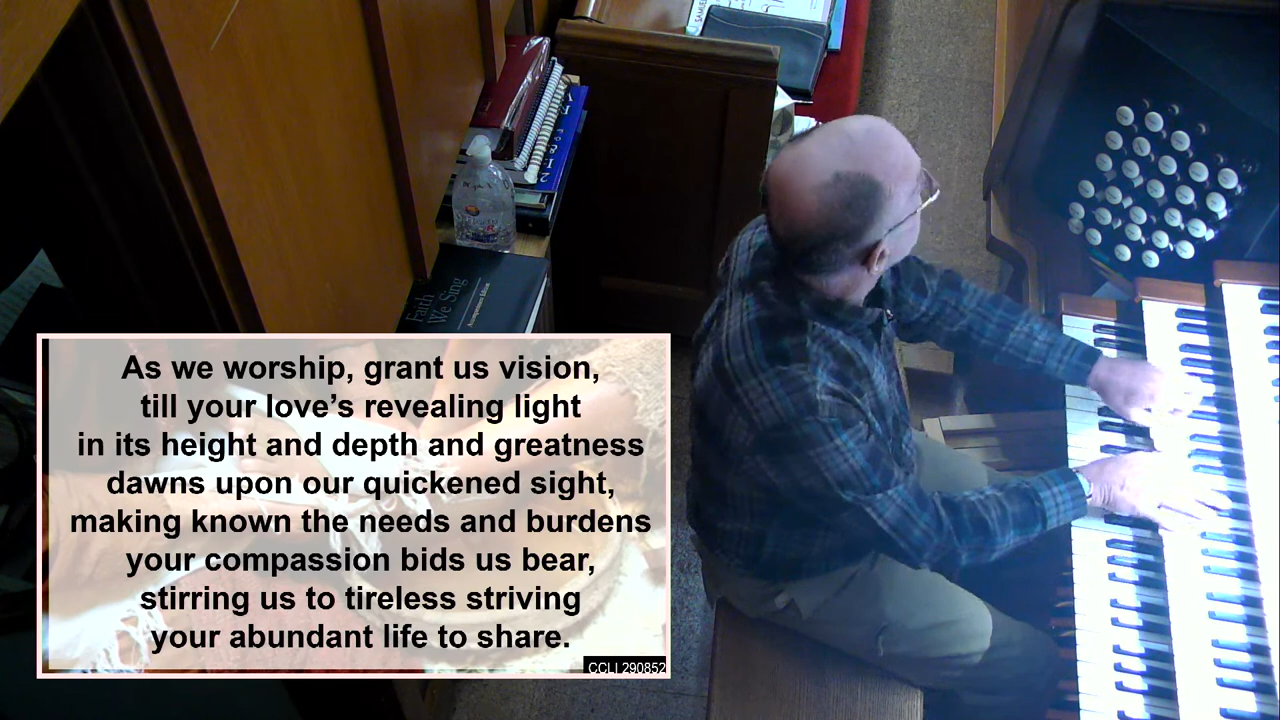 Faith
We Sing
Accompaniment Edition
As we worship, grant us vision,
till your love’s revealing light
in its height and depth and greatness
dawns upon our quickened sight,
making known the needs and burdens
your compassion bids us bear,
stirring us to tireless striving
your abundant life to share.
CCLI 290852